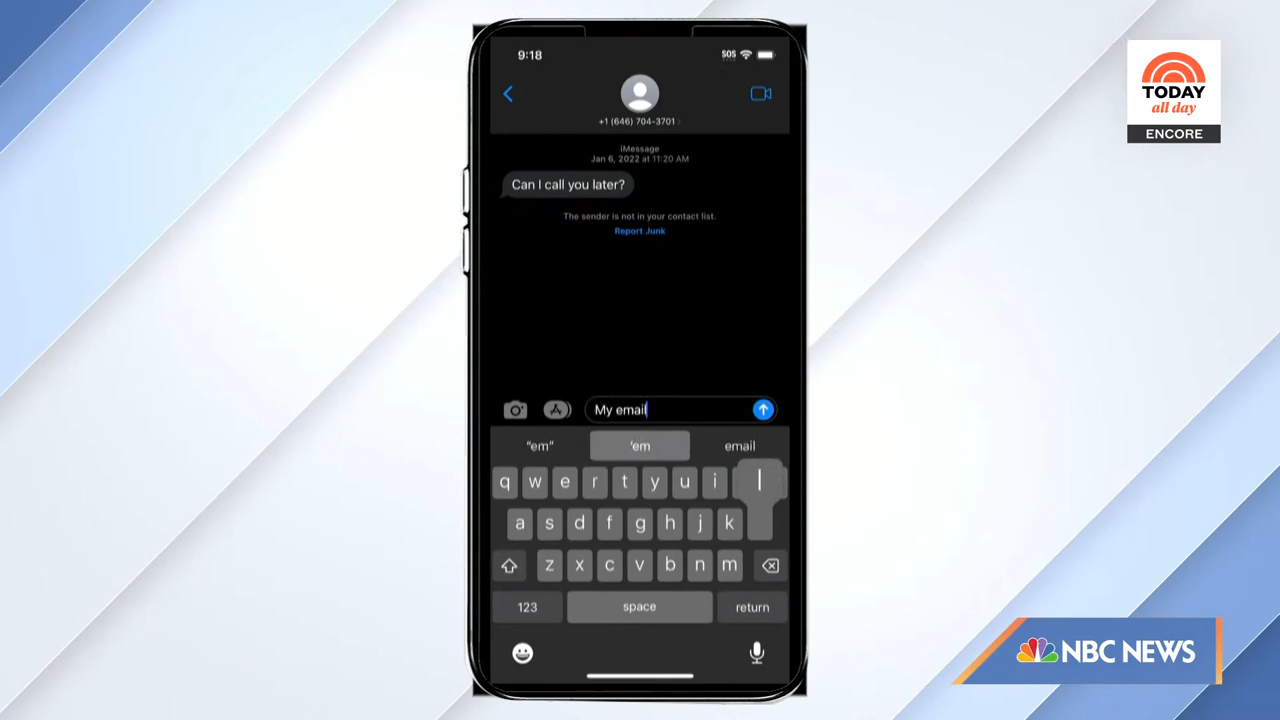 9:18
SOS
+1 (646) 704-3701
iMessage
Jan 6, 2022 at 11:20 AM
Can I call you later?
The sender is not in your contact list.
Report Junk
My email
"em"
'em
email
q w e r t y u i
l
a s d f g h j k
z x c v b n m
123
space
return
TODAY
all day
ENCORE
NBC NEWS